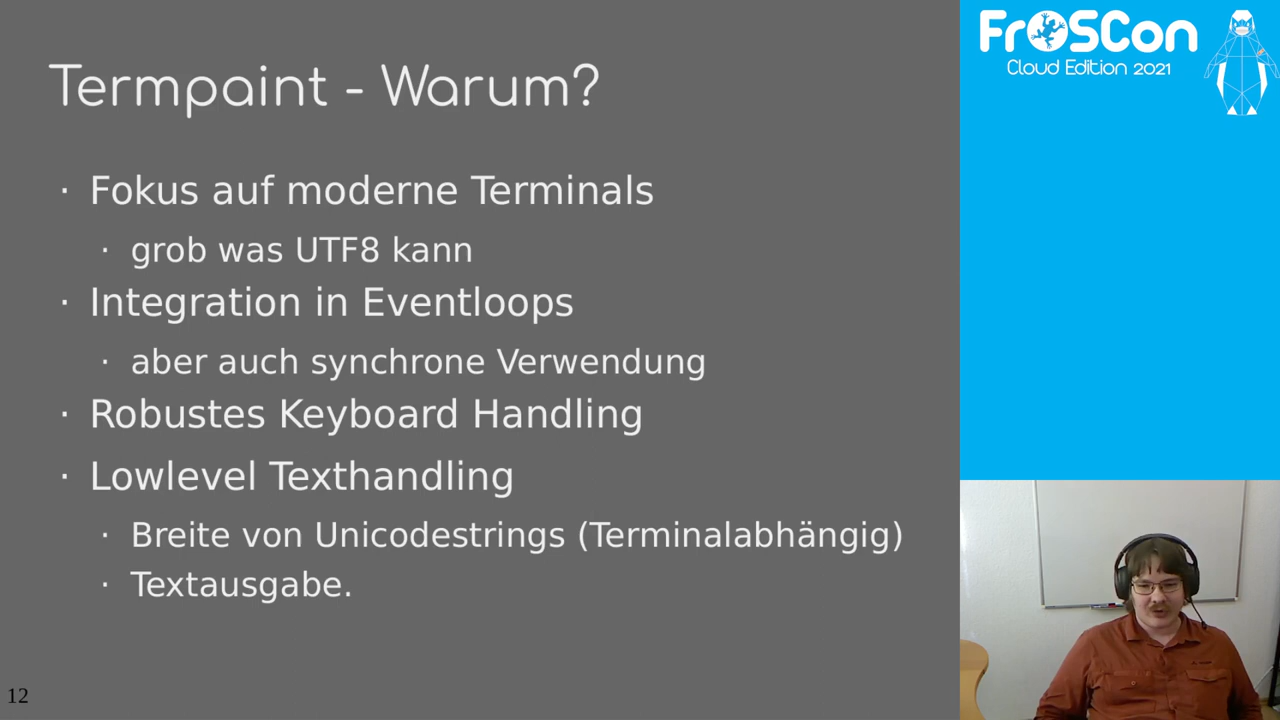 Termpaint - Warum?
· Fokus auf moderne Terminals
· grob was UTF8 kann
· Integration in Eventloops
· aber auch synchrone Verwendung
· Robustes Keyboard Handling
· Lowlevel Texthandling
· Breite von Unicodestrings (Terminalabhängig)
· Textausgabe.
12
FrOSCon
Cloud Edition 2021